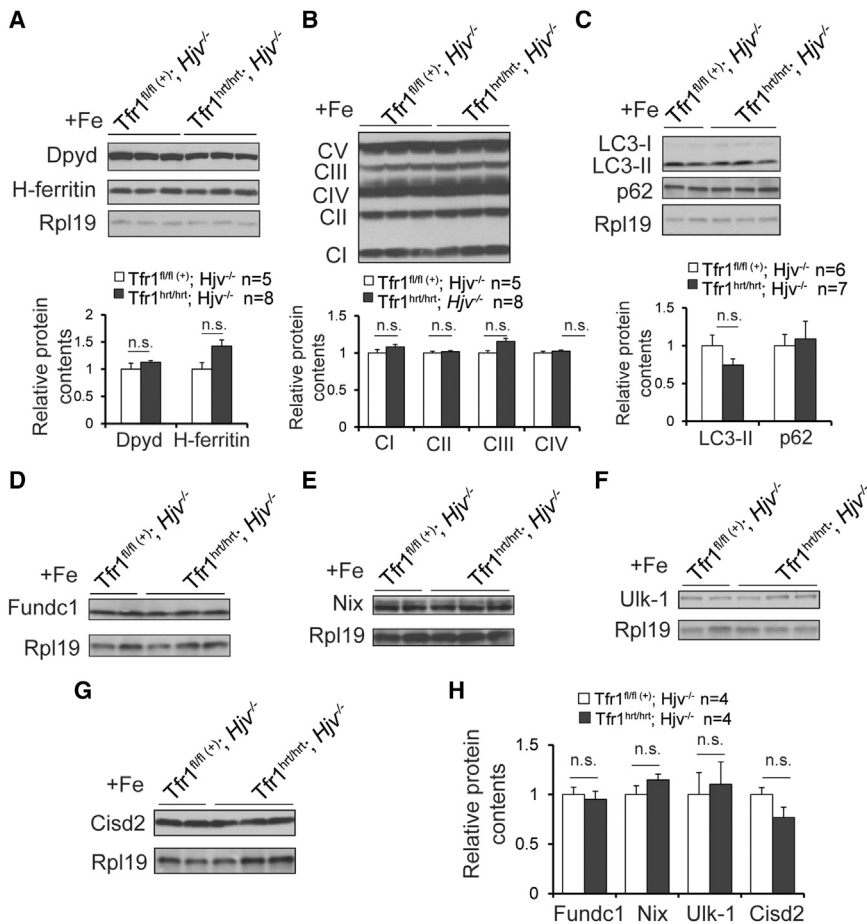 A
Tfr1fl/fl (+); Hjv-/-
Tfr1hrt/hrt; Hjv-/-
+Fe
Dpyd
H-ferritin
Rpl19
Tfr1fl/fl (+); Hjv-/- n=5
Tfr1hrt/hrt; Hjv-/- n=8
Relative protein
contents
2
1.5
1
0.5
0
n.s.
n.s.
Dpyd
H-ferritin
B
Tfr1fl/fl (+); Hjv-/-
Tfr1hrt/hrt; Hjv-/-
+Fe
CV
CIII
CIV
CII
CI
Tfr1fl/fl (+); Hjv-/- n=5
Tfr1hrt/hrt; Hjv-/- n=8
Relative protein
contents
1.5
1
0.5
0
n.s.
n.s.
n.s.
n.s.
CI
CII
CIII
CIV
C
Tfr1fl/fl (+); Hjv-/-
Tfr1hrt/hrt; Hjv-/-
+Fe
LC3-I
LC3-II
p62
Rpl19
Tfr1fl/fl (+); Hjv-/- n=6
Tfr1hrt/hrt; Hjv-/- n=7
Relative protein
contents
1.5
1
0.5
0
n.s.
LC3-II
p62
D
Tfr1fl/fl (+); Hjv-/-
Tfr1hrt/hrt; Hjv-/-
+Fe
Fundc1
Rpl19
E
Tfr1fl/fl (+); Hjv-/-
Tfr1hrt/hrt; Hjv-/-
+Fe
Nix
Rpl19
F
Tfr1fl/fl (+); Hjv-/-
Tfr1hrt/hrt; Hjv-/-
+Fe
Ulk-1
Rpl19
G
Tfr1fl/fl (+); Hjv-/-
Tfr1hrt/hrt; Hjv-/-
+Fe
Cisd2
Rpl19
H
Tfr1fl/fl (+); Hjv-/- n=4
Tfr1hrt/hrt; Hjv-/- n=4
Relative protein
contents
1.5
1
0.5
0
n.s.
n.s.
n.s.
n.s.
Fundc1
Nix
Ulk-1
Cisd2